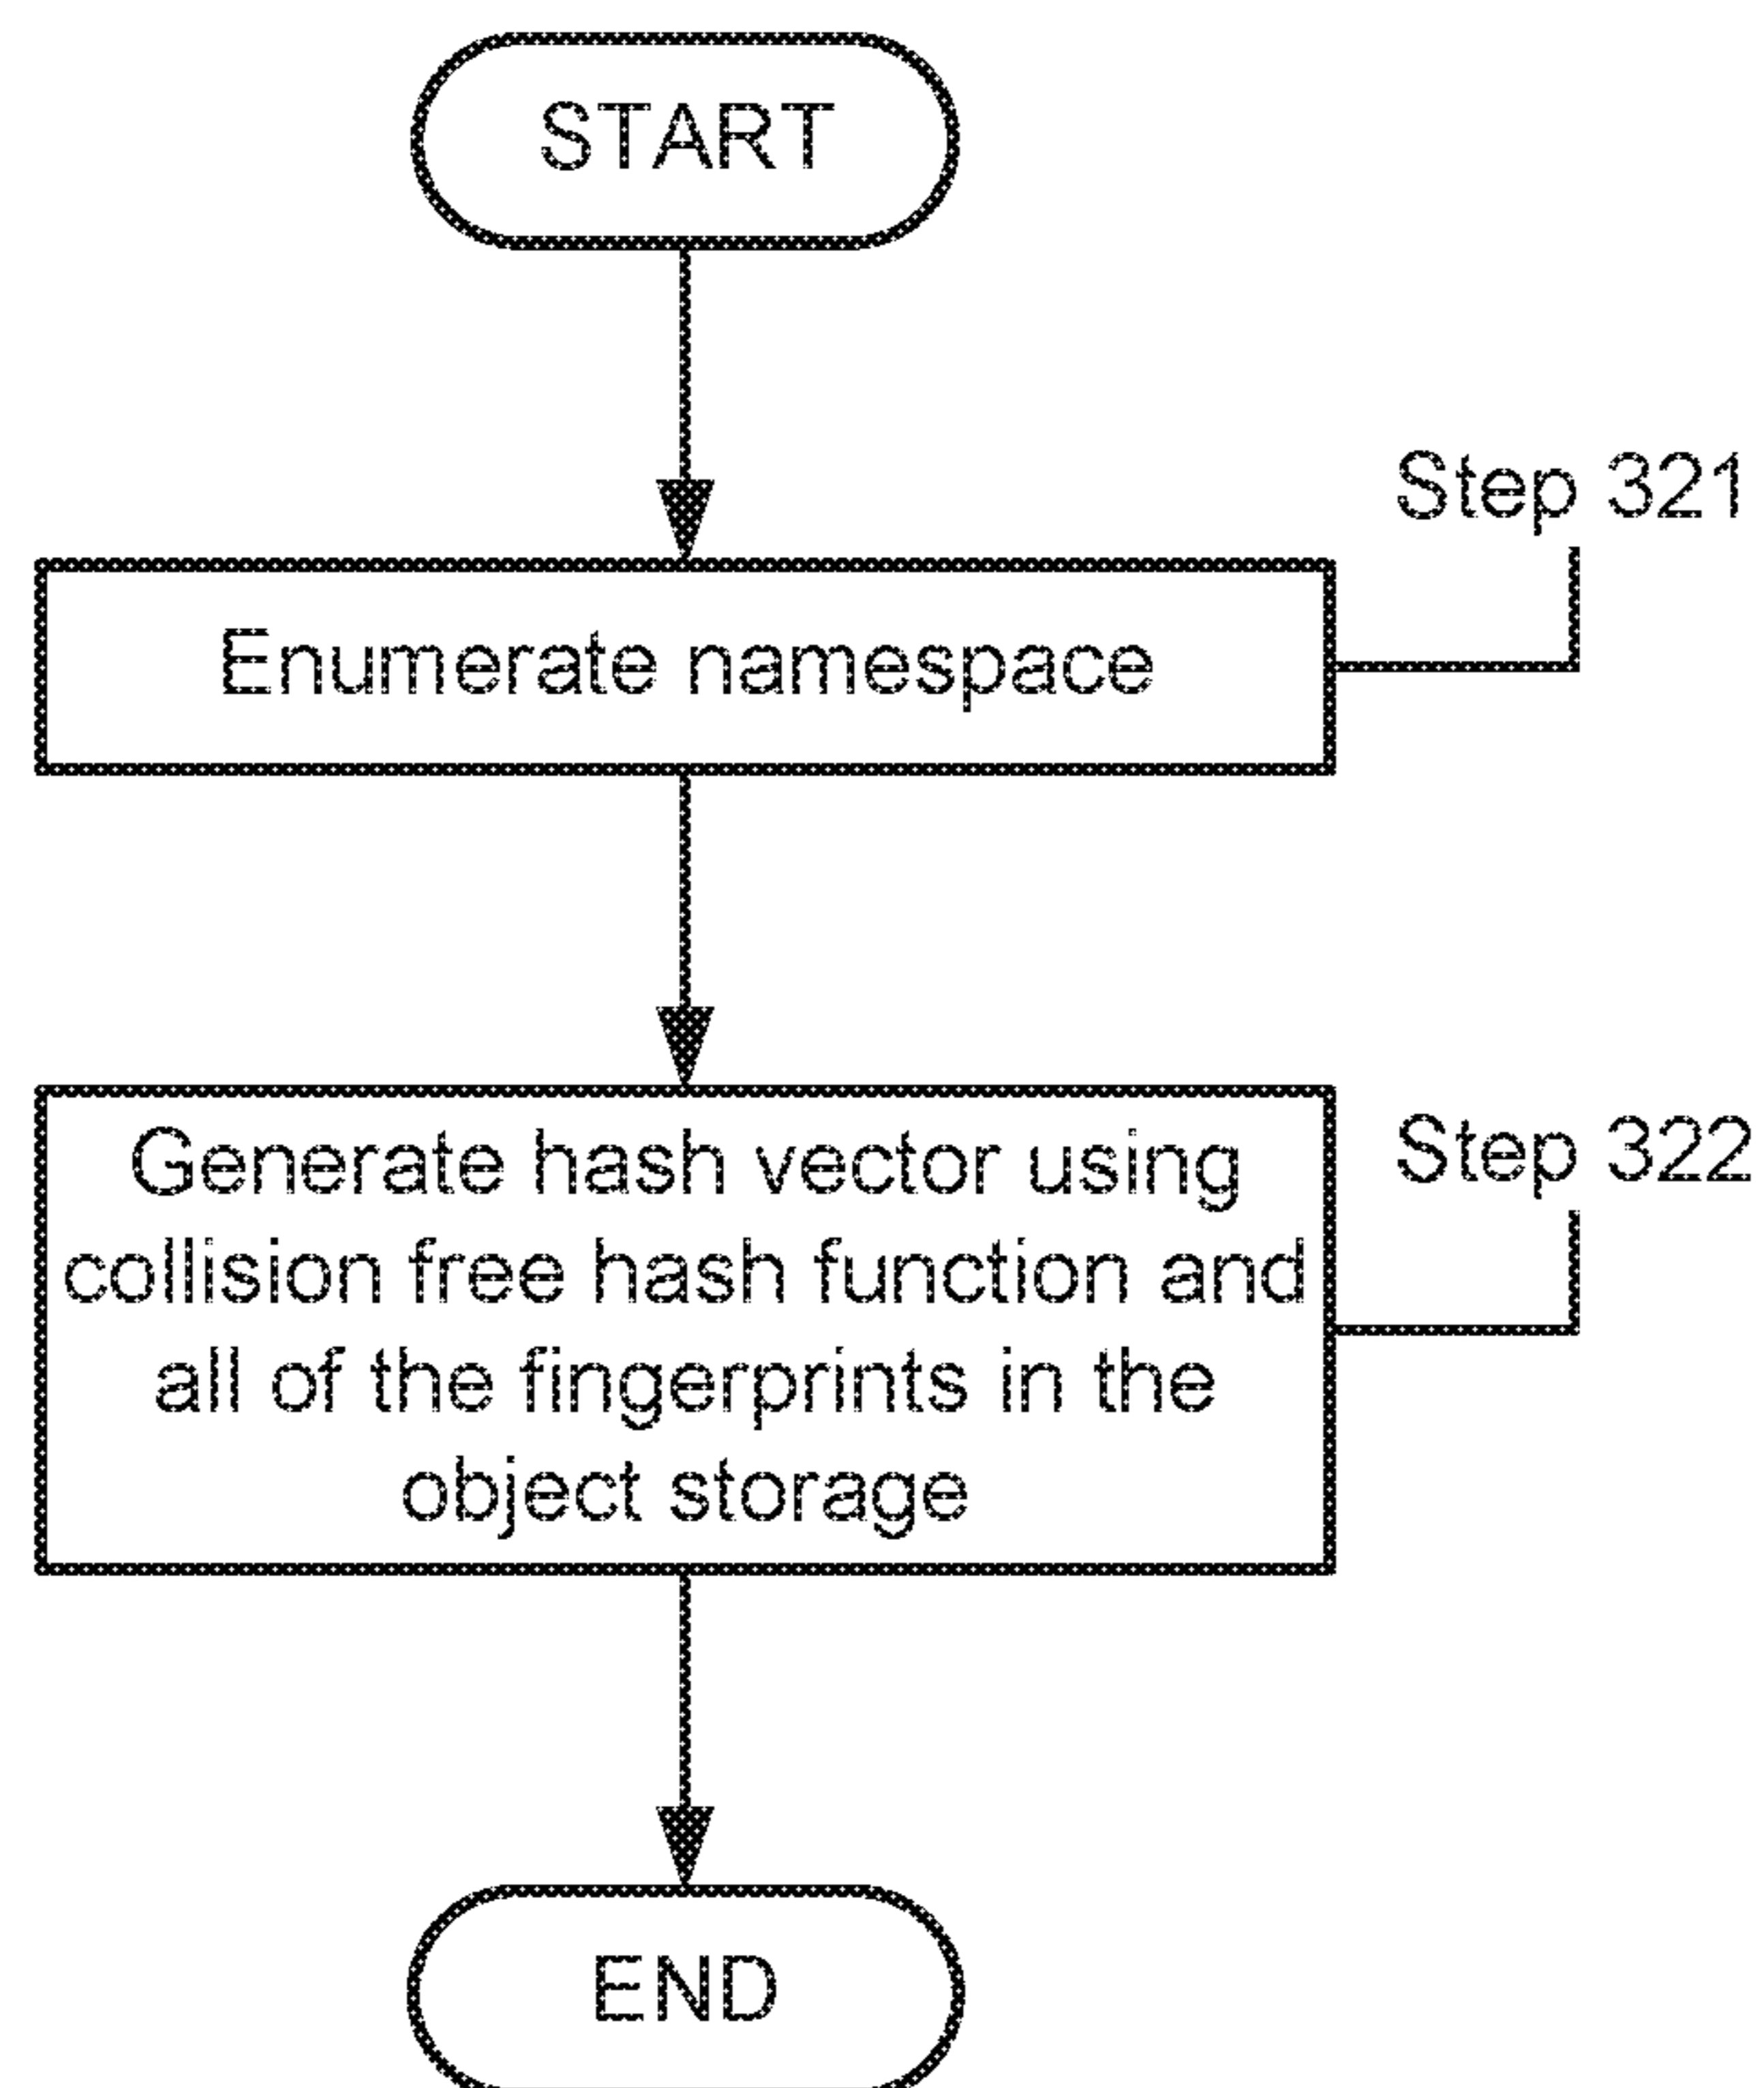 START
Step 321
Enumerate namespace
Step 322
Generate hash vector using
collision free hash function and
all of the fingerprints in the
object storage
END